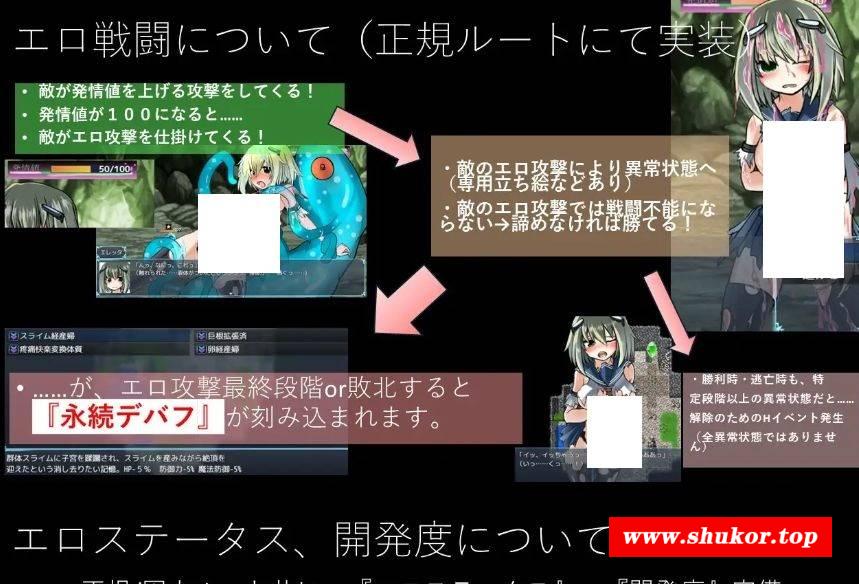 エロ戦闘について(正規ルートにて実装)
・敵が発情値を上げる攻撃をしてくる!
・発情値が100になると……
・敵がエロ攻撃を仕掛けてくる!
50/100
・敵のエロ攻撃により異常状態へ
(専用立ち絵などあり)
・敵のエロ攻撃では戦闘不能にな
らない→諦めなければ勝てる!
エレッタ
スライム経産婦
巨根拡張済
疼痛快楽変換体質
卵経産婦
・……が、エロ攻撃最終段階or敗北すると
『永続デバフ』が刻み込まれます。
群体スライムに子宮を蹂躙され、スライムを産みながら絶頂を
迎えたという消し去りたい記憶。HP-5% 防御力-5% 魔法防御-5%
・勝利時・逃亡時も、特
定段階以上の異常状態だと……
解除のためのHイベント発生
(全異常状態ではありませ
ん)
エロステータス、開発度について
www.shukor.top